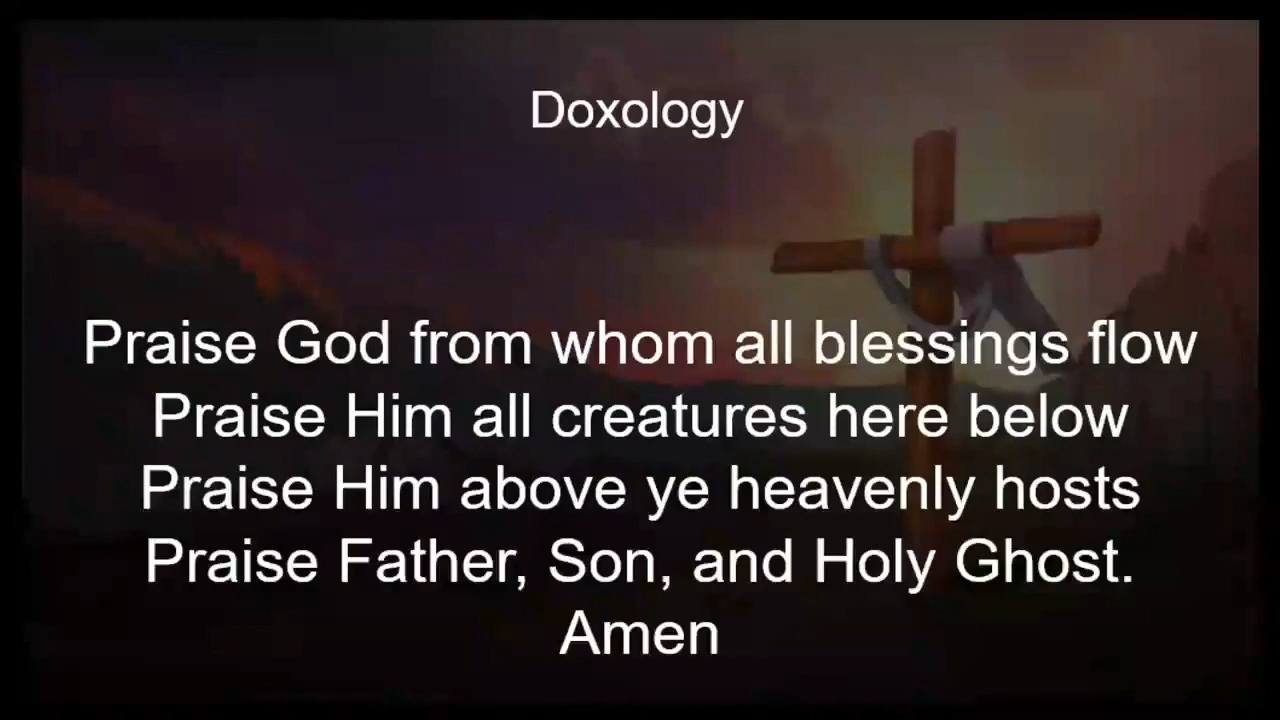 Doxology
Praise God from whom all blessings flow
Praise Him all creatures here below
Praise Him above ye heavenly hosts
Praise Father, Son, and Holy Ghost.
Amen